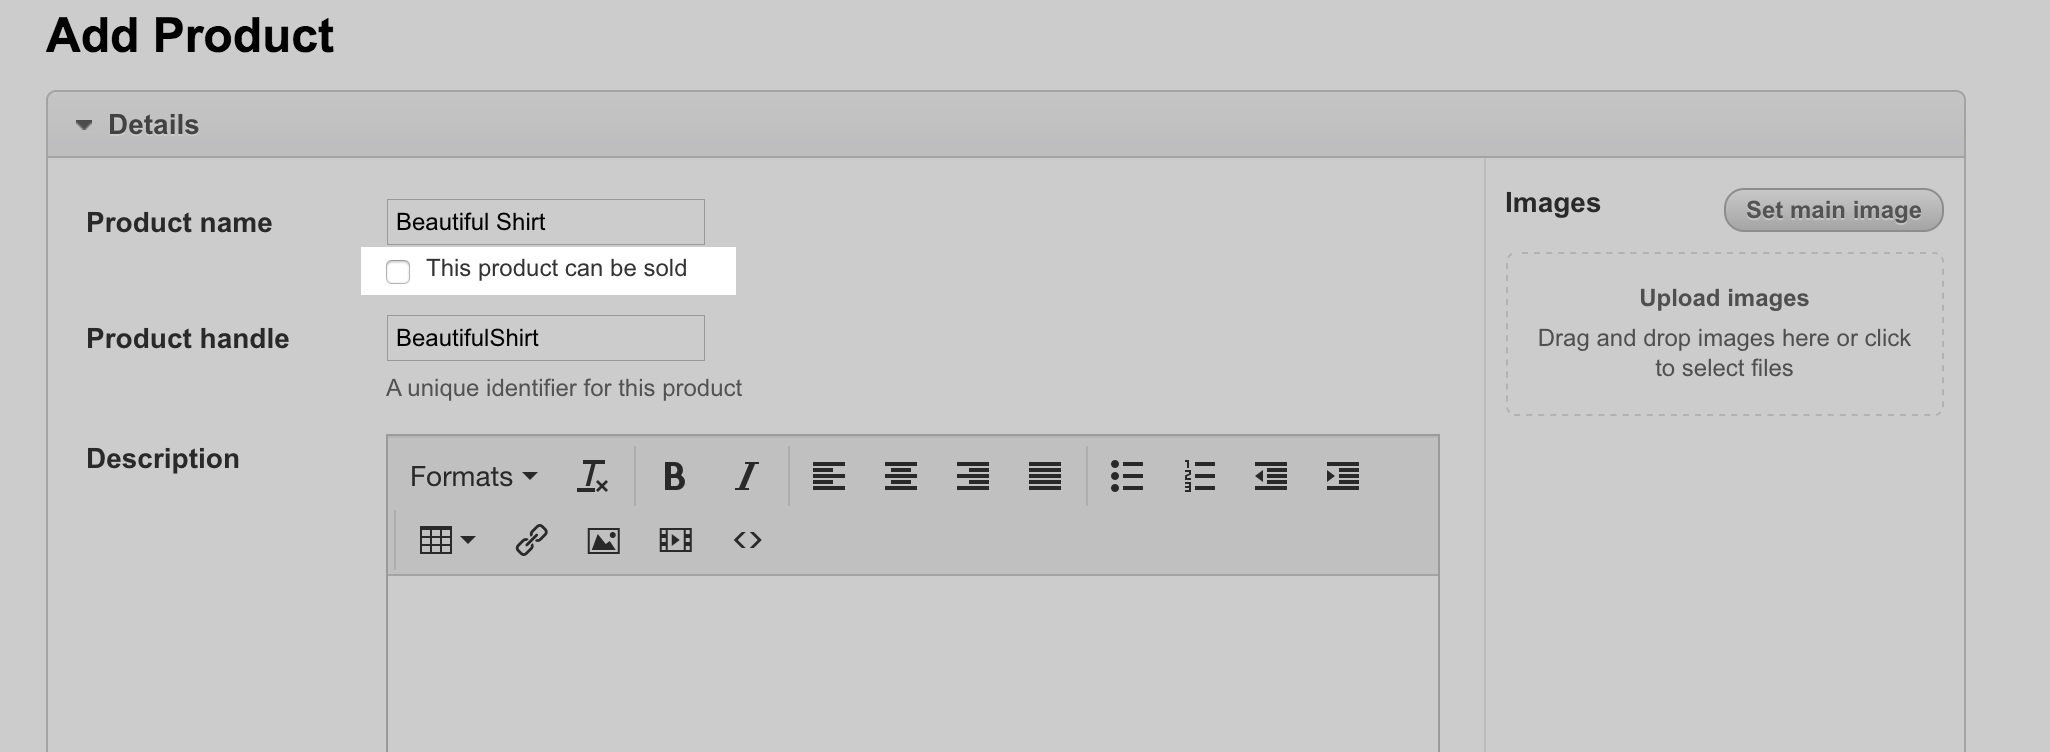 Add Product
Details
Product name
Beautiful Shirt
This product can be sold
Product handle
BeautifulShirt
A unique identifier for this product
Description
Formats
Images
Set main image
Upload images
Drag and drop images here or click
to select files